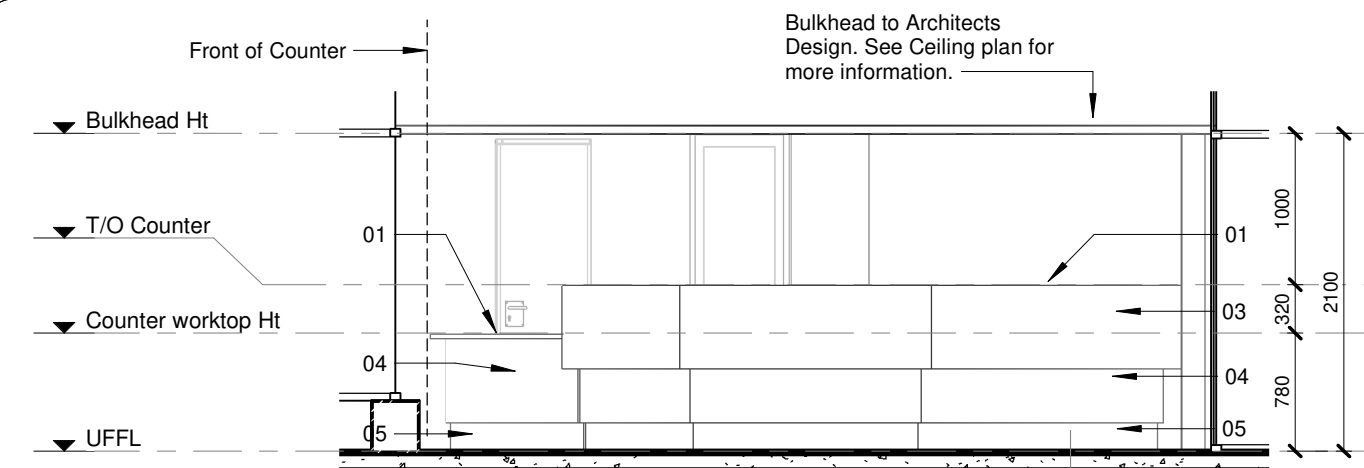 Bulkhead to Architects
Design. See Ceiling plan for
more information.
Front of Counter
Bulkhead Ht
T/O Counter
01
01
1000
2100
Counter worktop Ht
03
320
04
04
780
UFFL
05
05